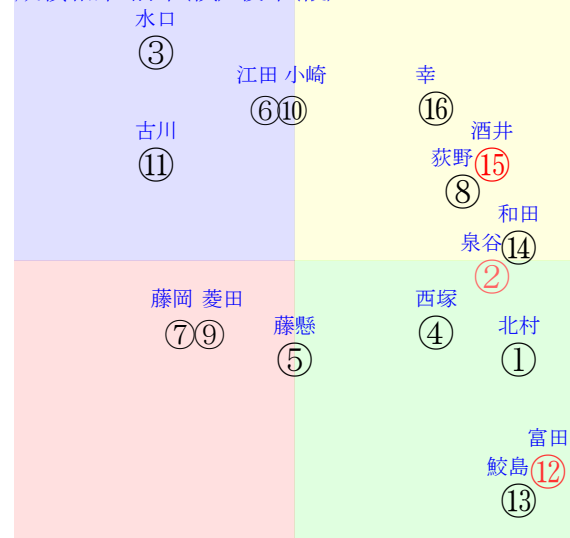 水口
③
江田 小崎 幸
⑥⑩ ⑯
古川 酒井
⑪ 荻野⑮
⑧
和田
泉谷⑭
②
藤岡 菱田 西塚
⑦⑨ 藤懸 ④ 北村
⑤ ①
富田
鮫島⑫
⑬